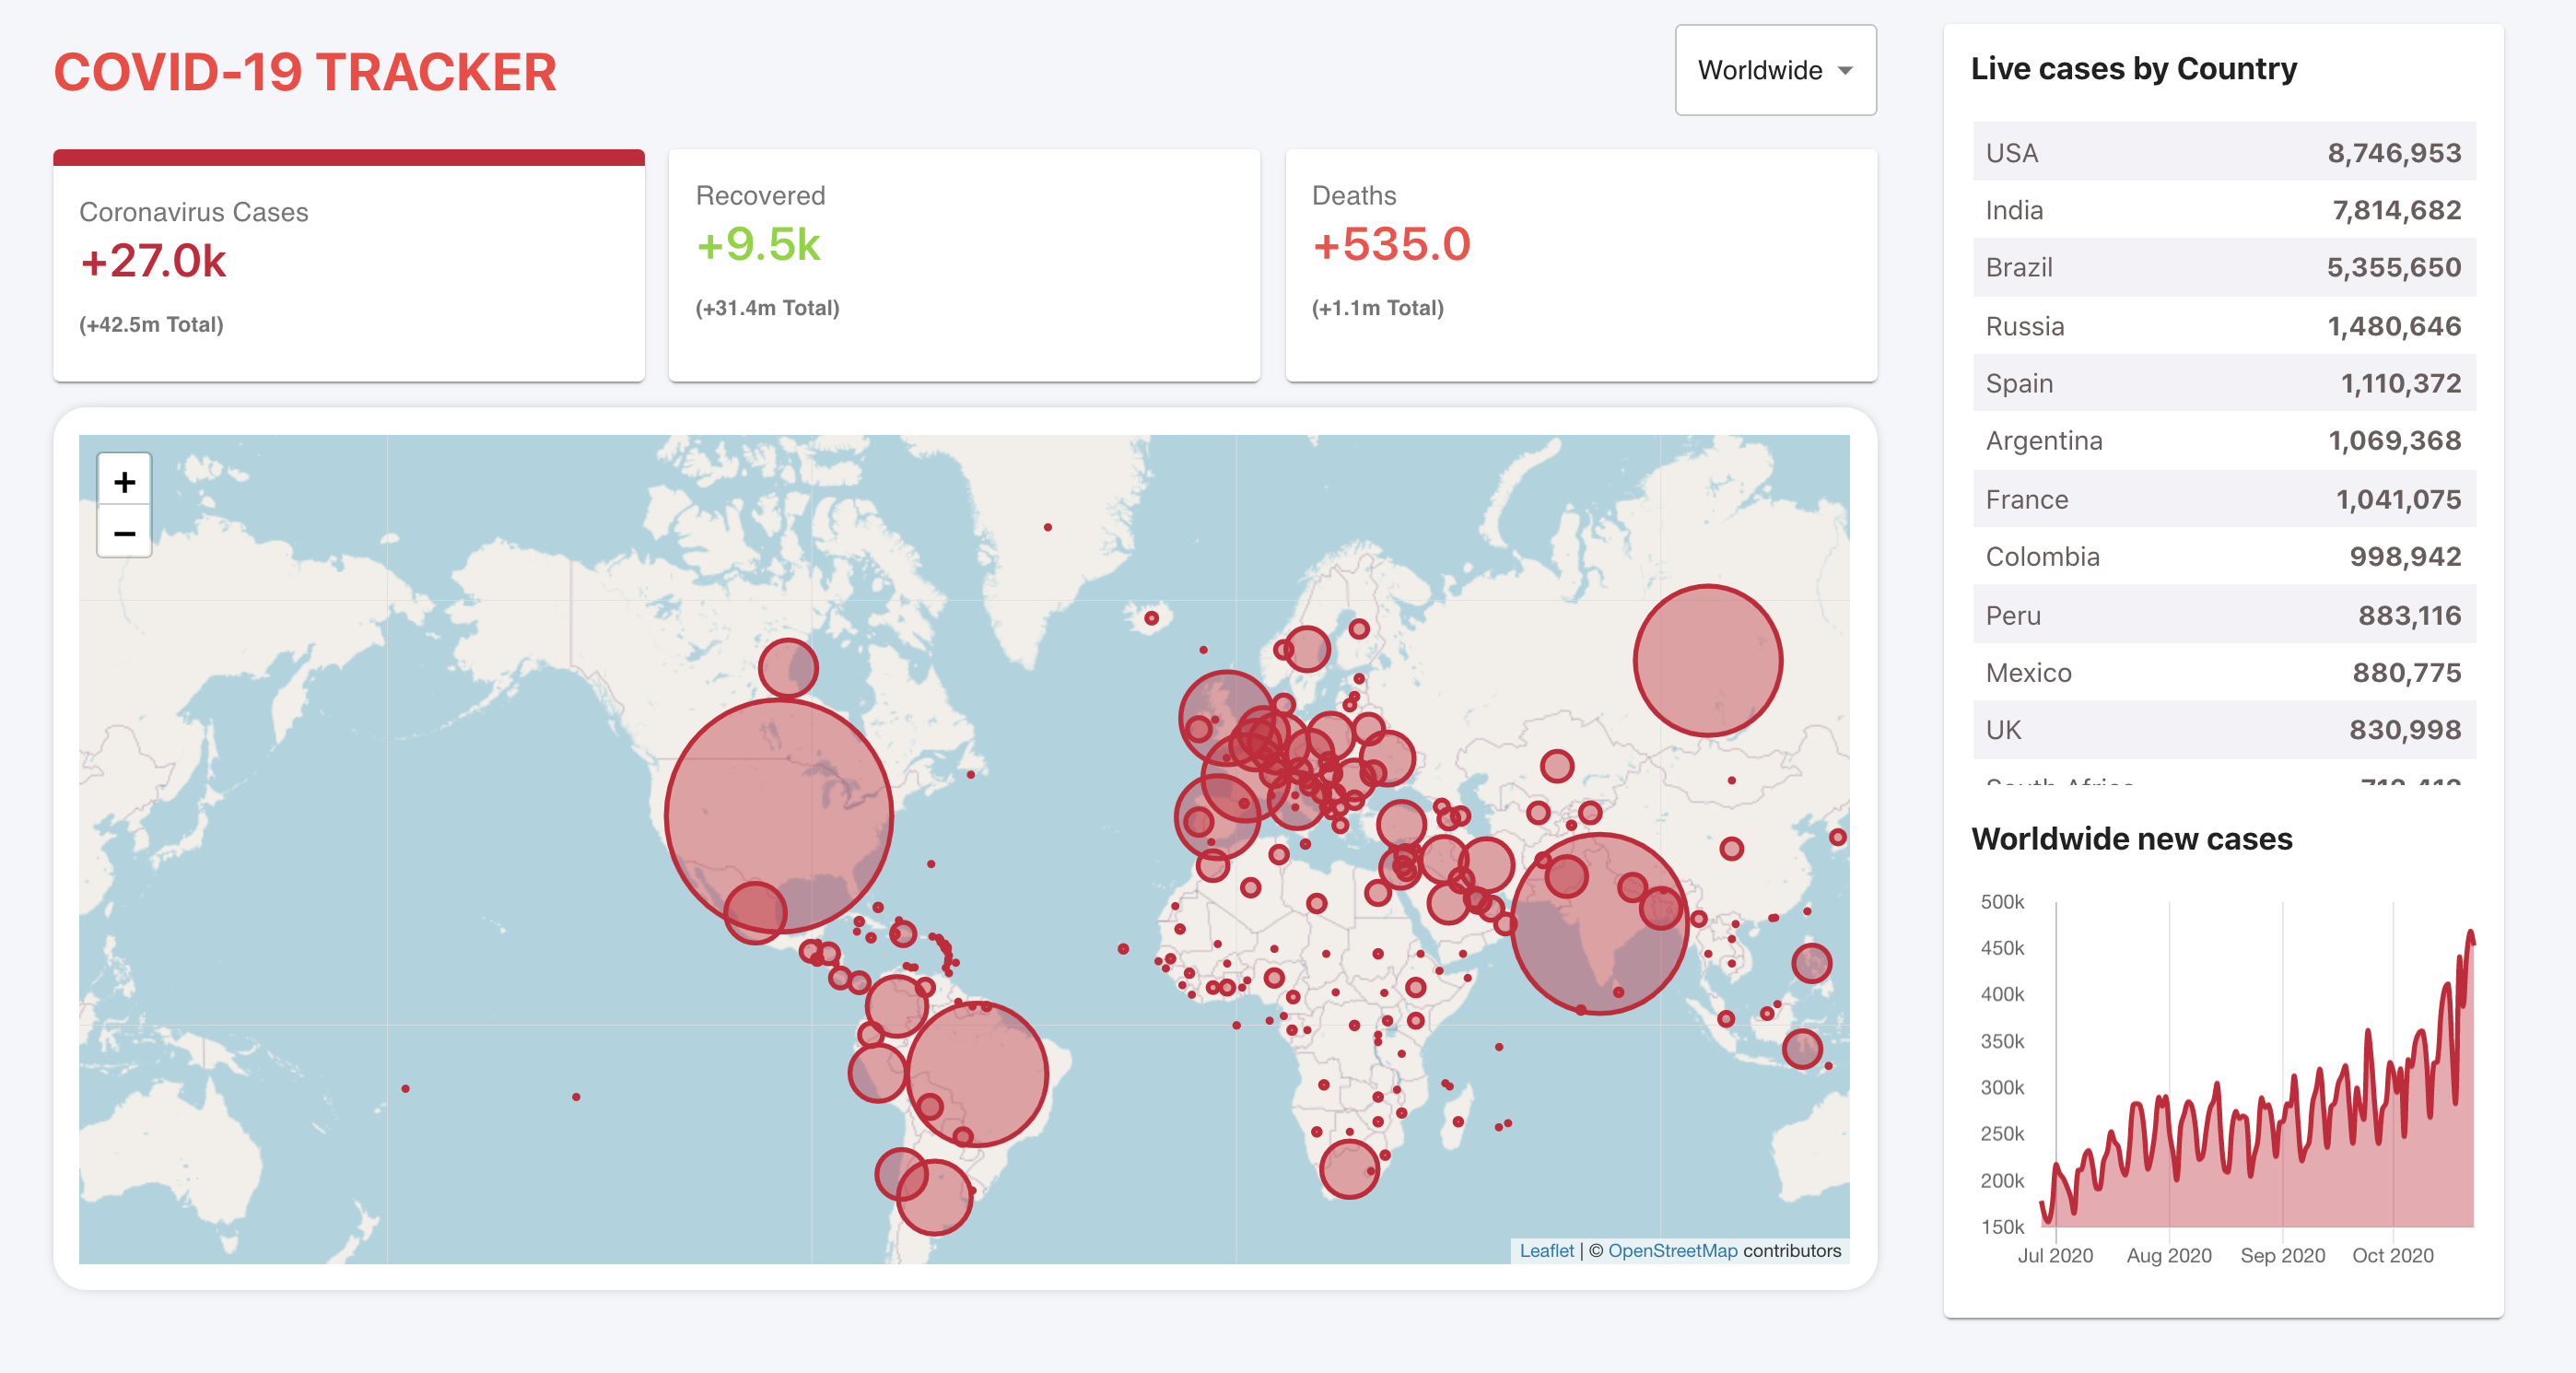 COVID-19 TRACKER
Worldwide
Coronavirus Cases
+27.0k
(+42.5m Total)
Recovered
+9.5k
(+31.4m Total)
Deaths
+535.0
(+1.1m Total)
+
−
Leaflet | © OpenStreetMap contributors
Live cases by Country
USA 8,746,953
India 7,814,682
Brazil 5,355,650
Russia 1,480,646
Spain 1,110,372
Argentina 1,069,368
France 1,041,075
Colombia 998,942
Peru 883,116
Mexico 880,775
UK 830,998
Worldwide new cases
500k
450k
400k
350k
300k
250k
200k
150k
Jul 2020 Aug 2020 Sep 2020 Oct 2020